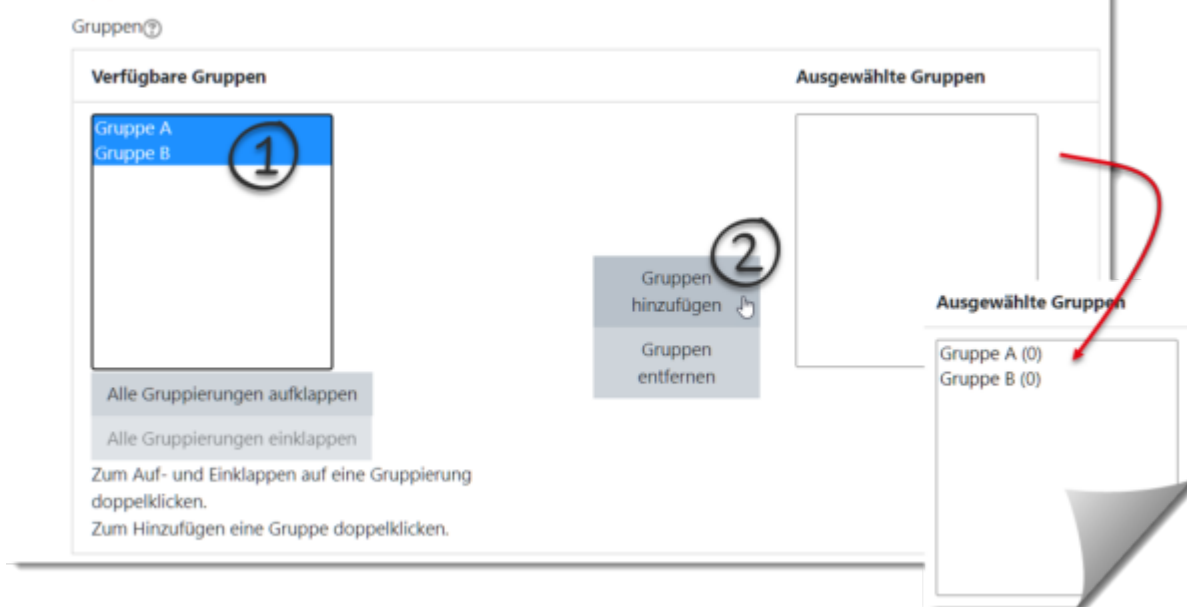 Gruppen?
Verfügbare Gruppen
Ausgewählte Gruppen
Gruppe A
Gruppe B
1
2
Gruppen
hinzufügen
Gruppen
entfernen
Alle Gruppierungen aufklappen
Alle Gruppierungen einklappen
Zum Auf- und Einklappen auf eine Gruppierung
doppelklicken.
Zum Hinzufügen eine Gruppe doppelklicken.
Ausgewählte Gruppen
Gruppe A (0)
Gruppe B (0)